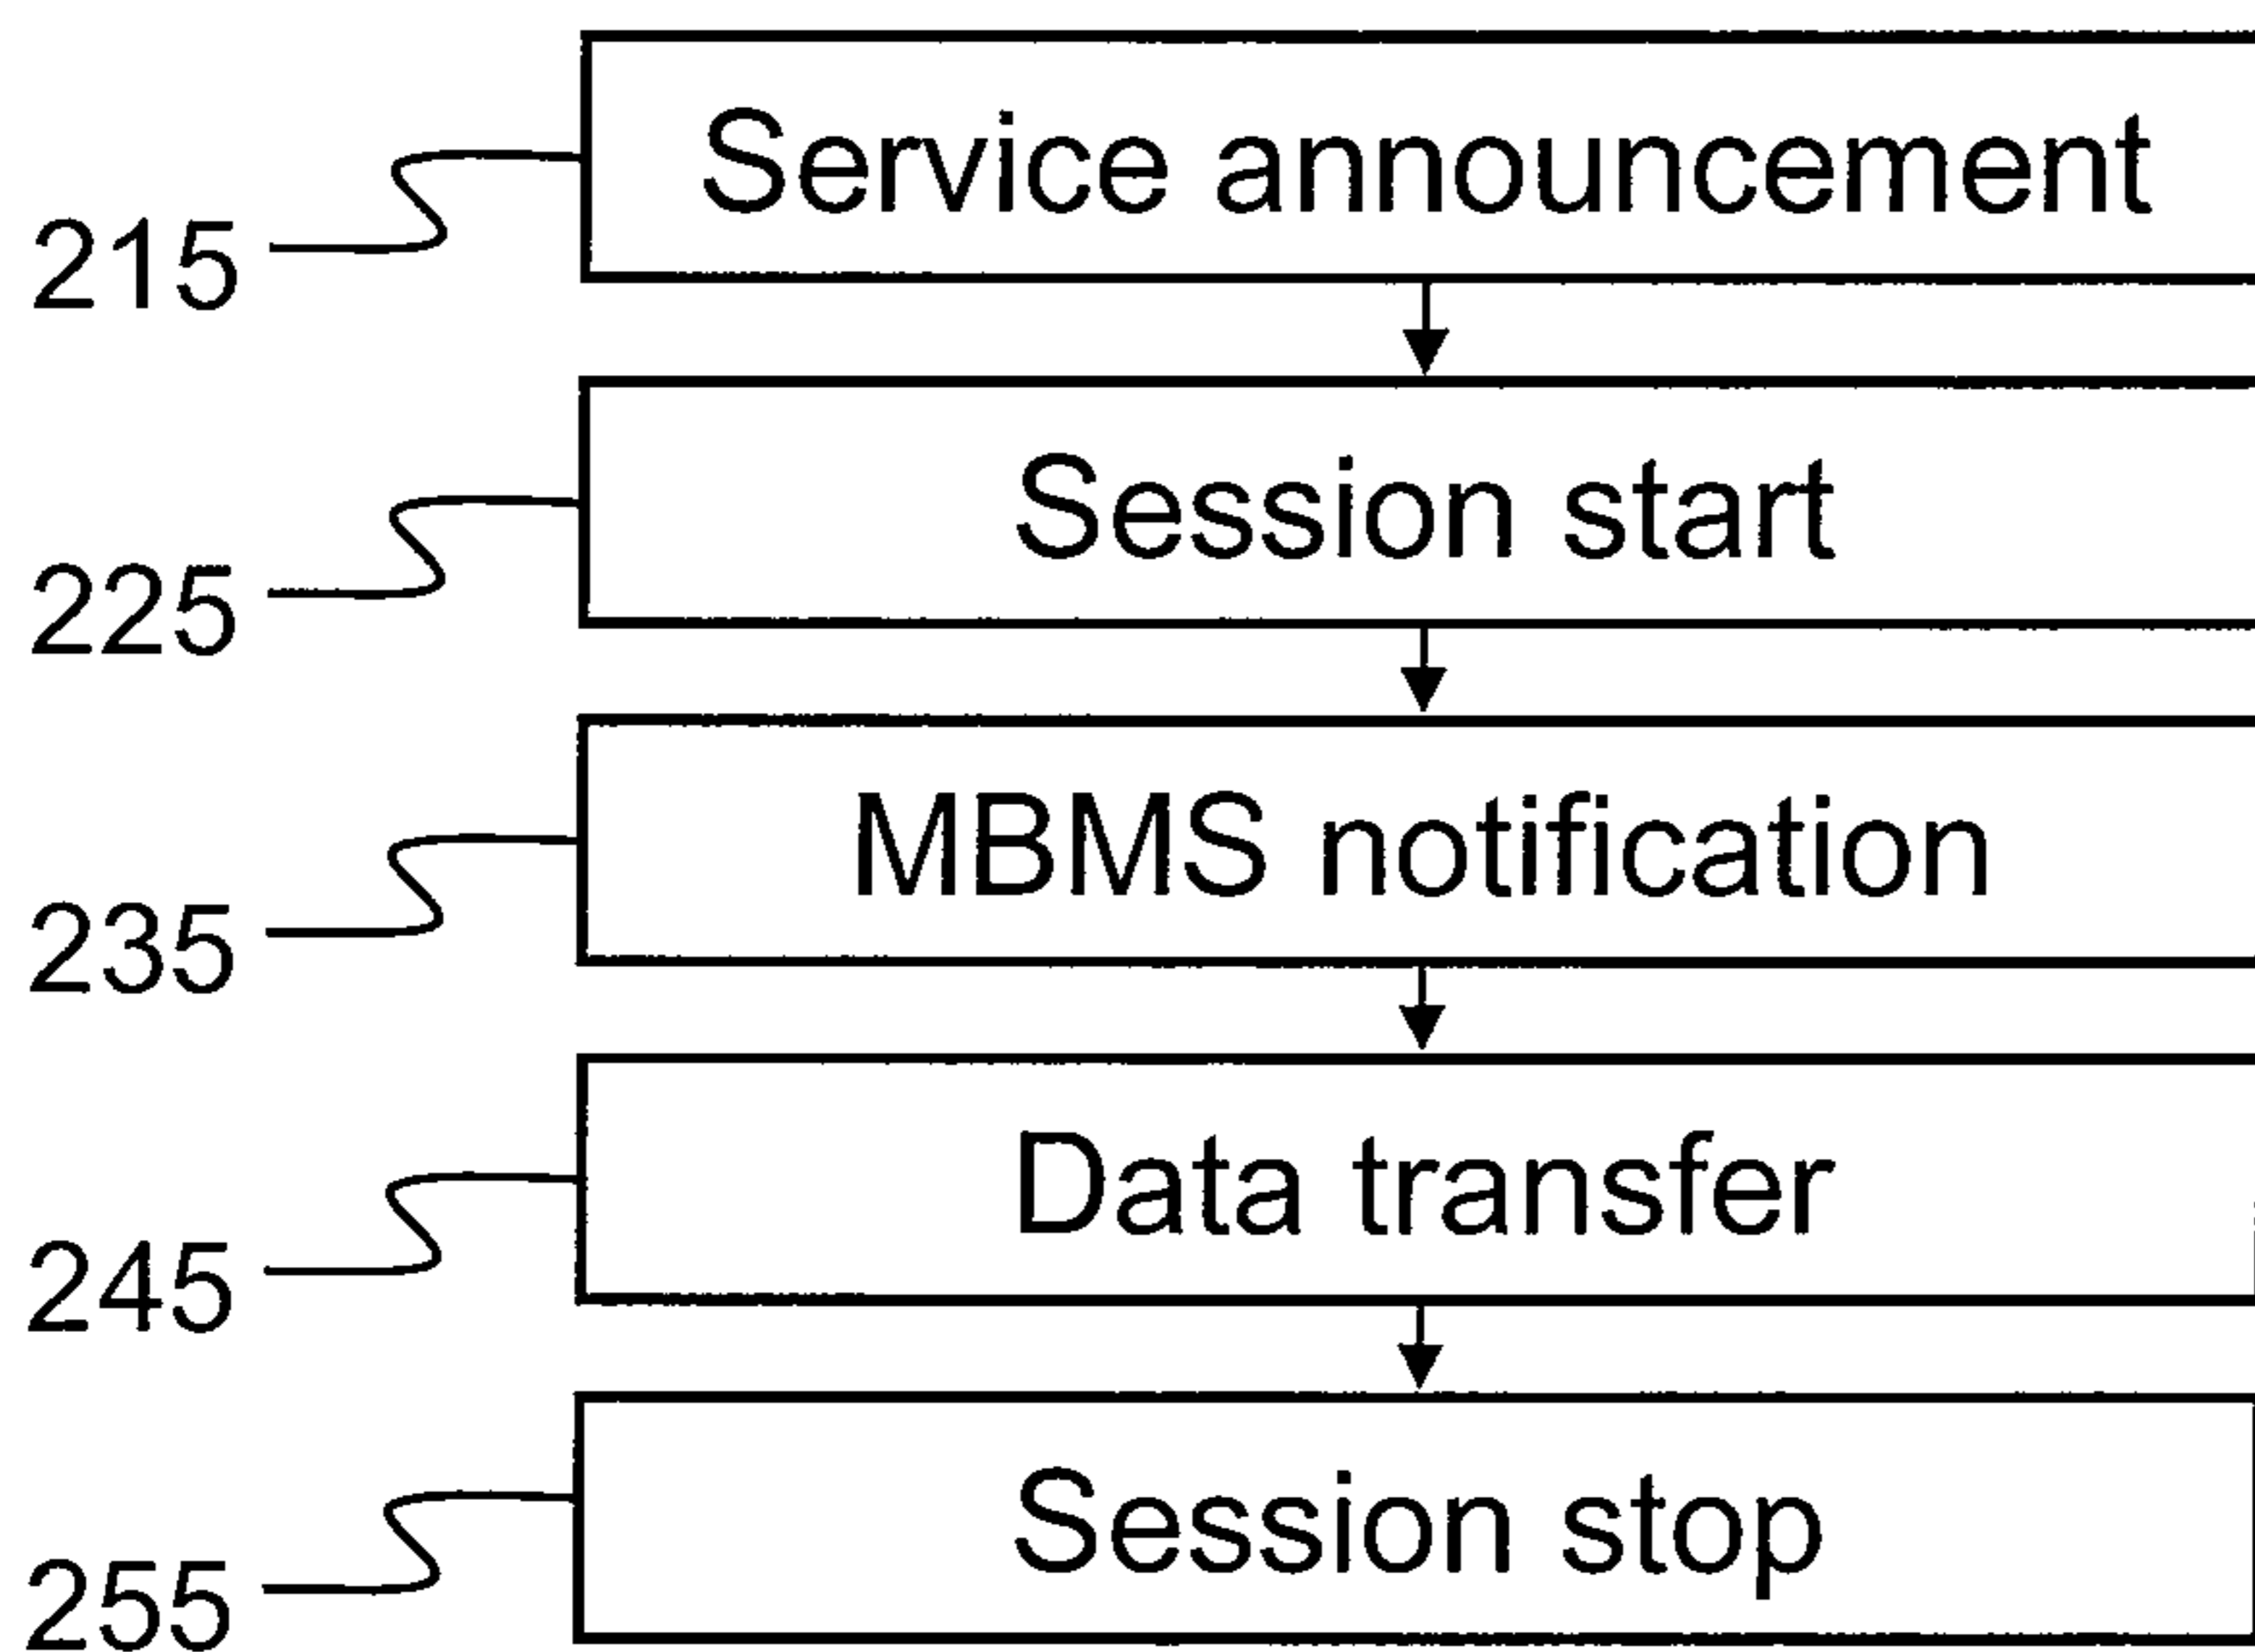 Service announcement
215
Session start
225
MBMS notification
235
Data transfer
245
Session stop
255